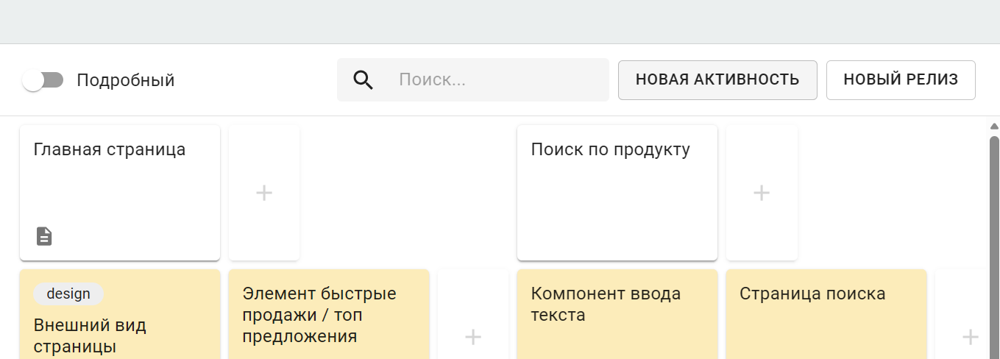 Подробный
Поиск...
НОВАЯ АКТИВНОСТЬ
НОВЫЙ РЕЛИЗ
Главная страница
Поиск по продукту
design
Внешний вид
страницы
Элемент быстрые
продажи / топ
предложения
Компонент ввода
текста
Страница поиска